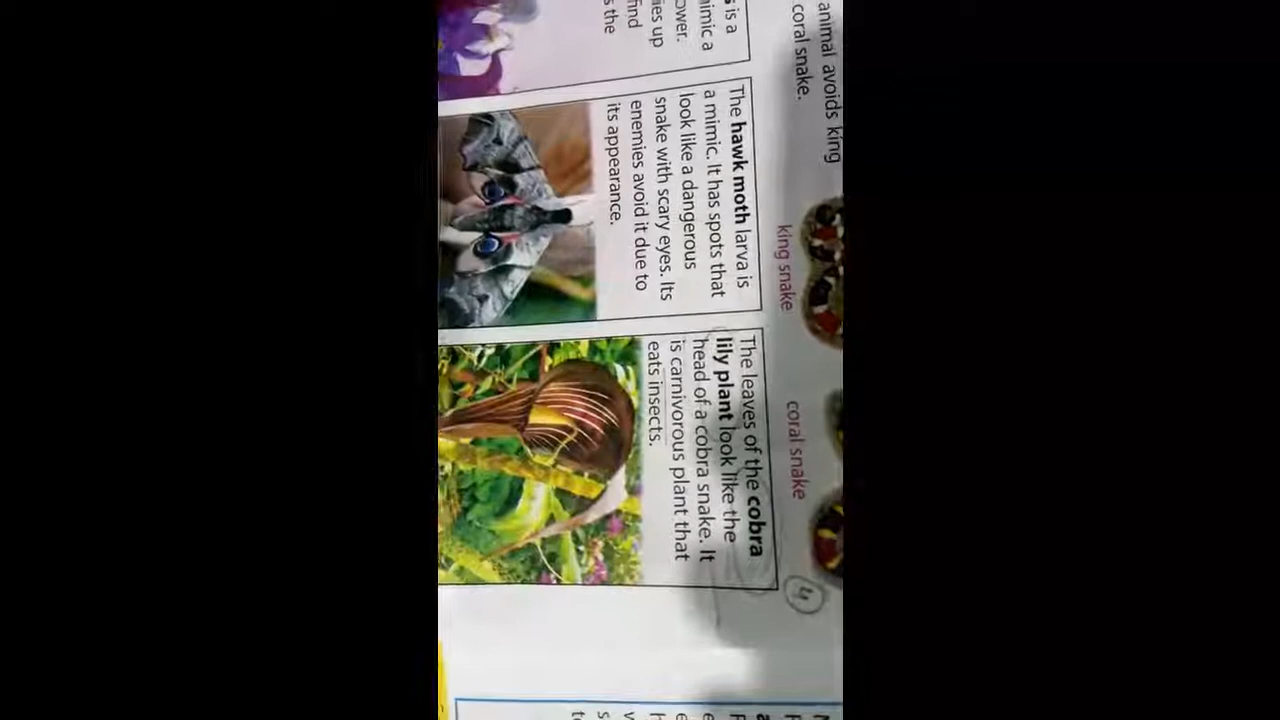 animal avoids king
coral snake.
king snake
coral snake
s is a
mimic a
ower.
ies up
find
s the
The hawk moth larva is
a mimic. It has spots that
look like a dangerous
snake with scary eyes. Its
enemies avoid it due to
its appearance.
The leaves of the cobra
lily plant look like the
head of a cobra snake. It
is carnivorous plant that
eats insects.
4